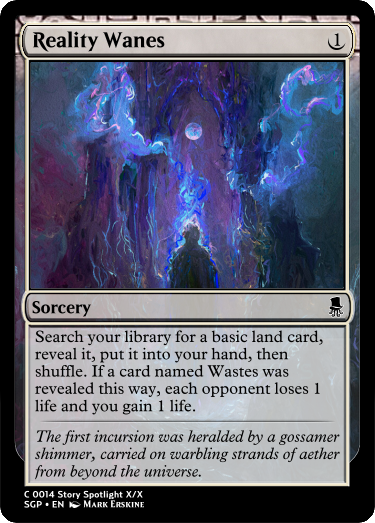 Reality Wanes 1
Sorcery
Search your library for a basic land card,
reveal it, put it into your hand, then
shuffle. If a card named Wastes was
revealed this way, each opponent loses 1
life and you gain 1 life.
The first incursion was heralded by a gossamer
shimmer, carried on warbling strands of aether
from beyond the universe.
C 0014 Story Spotlight X/X
SGP • EN Mark Erskine